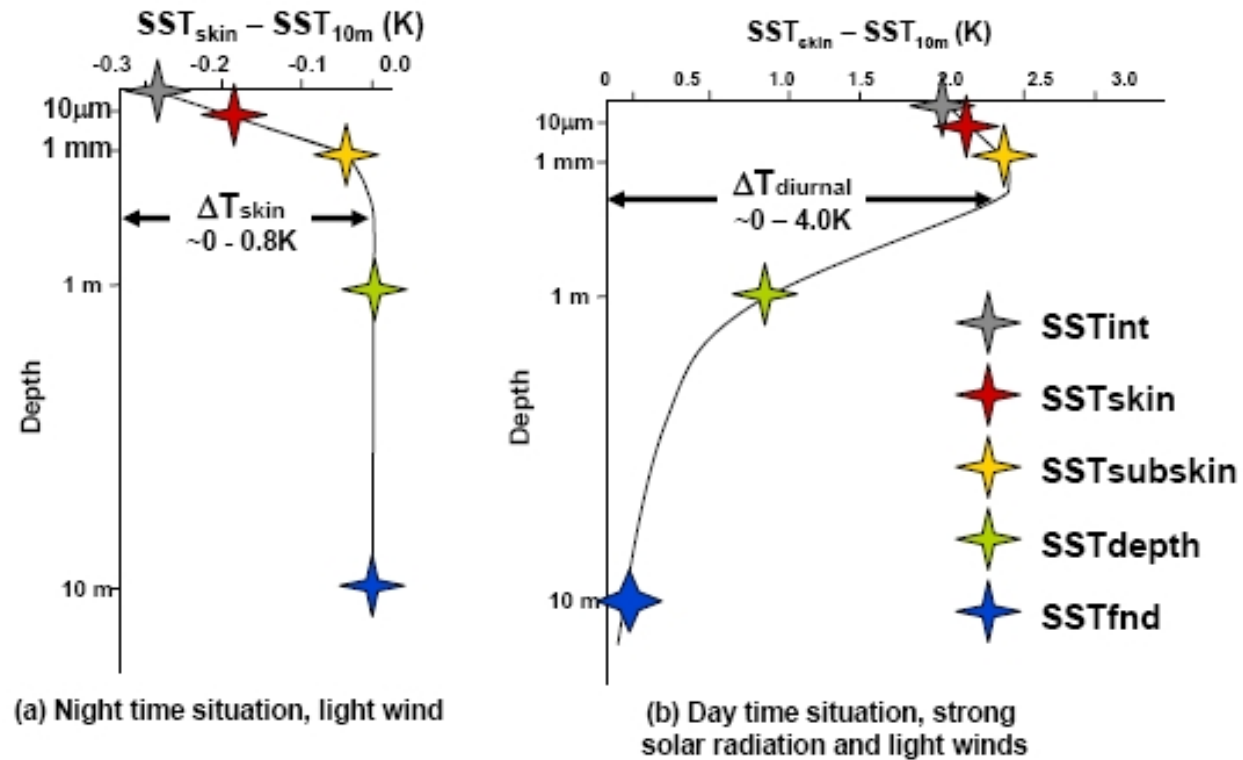 SSTskin – SST10m (K)
-0.3 -0.2 -0.1 0.0
10μm
1 mm
ΔTskin
~0 - 0.8K
1 m
Depth
10 m
(a) Night time situation, light wind
SSTskin – SST10m (K)
0 0.5 1.0 1.5 2.0 2.5 3.0
10μm
1 mm
ΔTdiurnal
~0 – 4.0K
1 m
Depth
10 m
SSTint
SSTskin
SSTsubskin
SSTdepth
SSTfnd
(b) Day time situation, strong
solar radiation and light winds